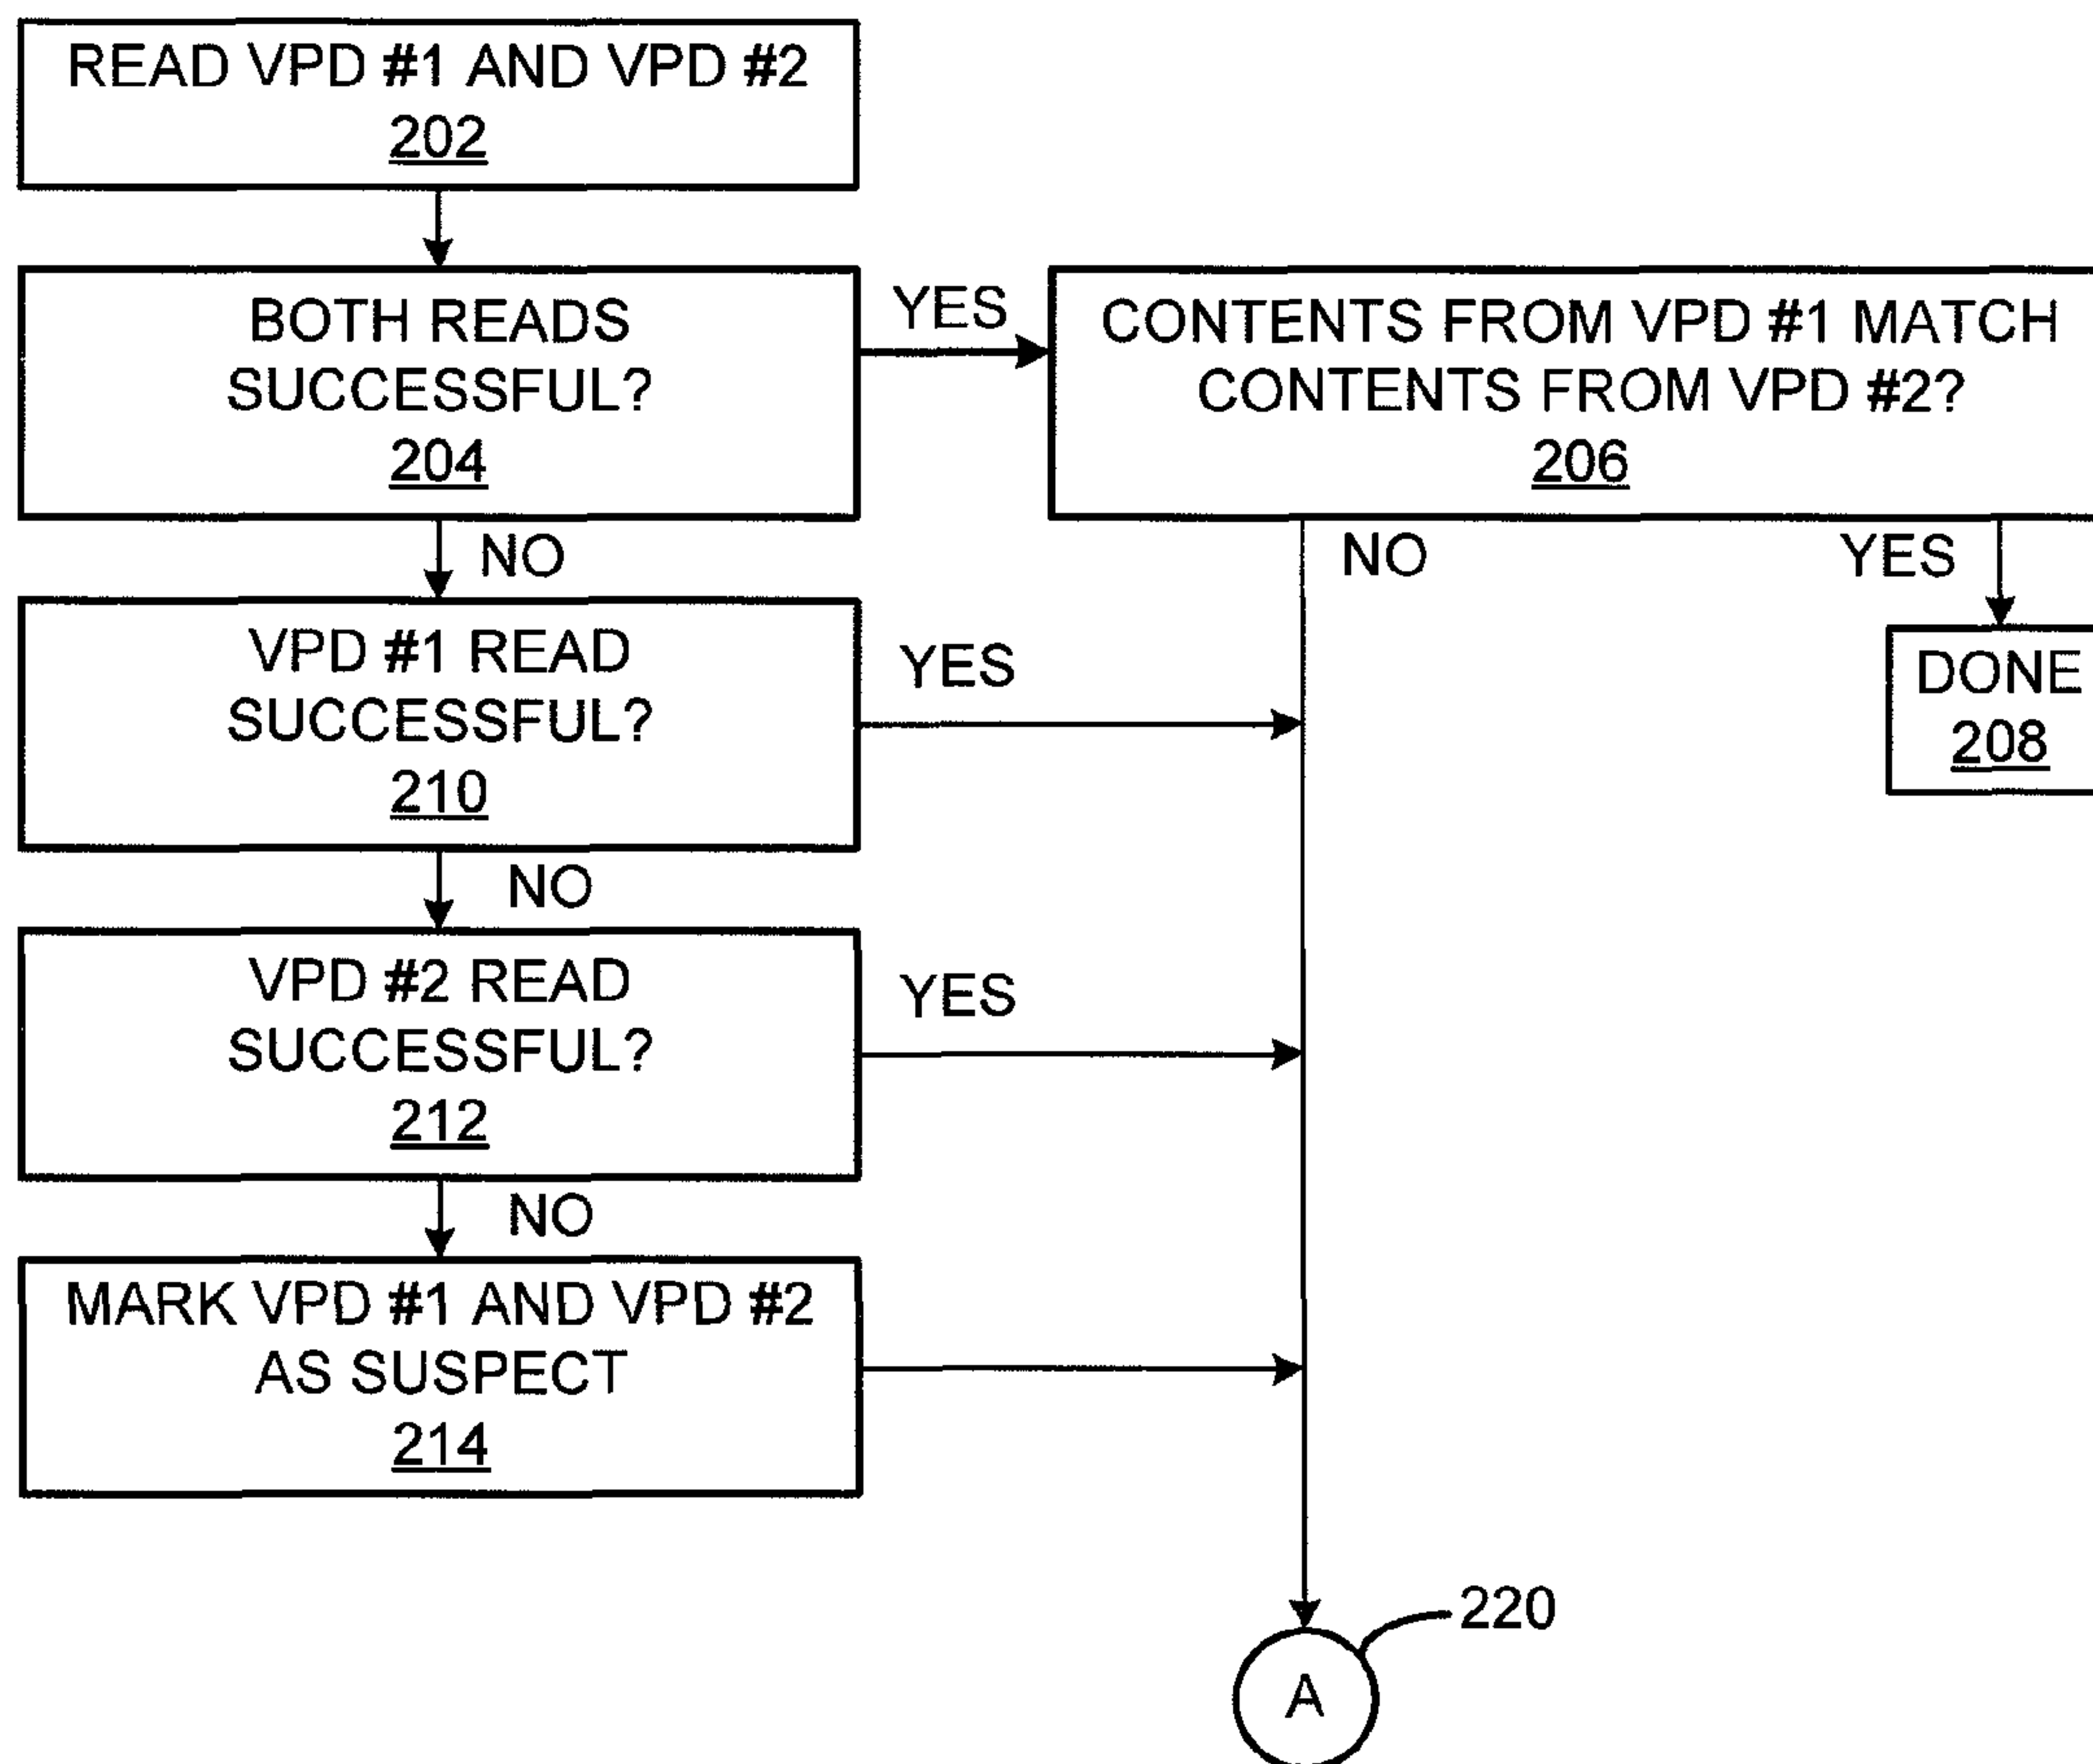 READ VPD #1 AND VPD #2
202
BOTH READS
SUCCESSFUL?
204
YES
CONTENTS FROM VPD #1 MATCH
CONTENTS FROM VPD #2?
206
NO
NO
YES
VPD #1 READ
SUCCESSFUL?
210
YES
DONE
208
NO
VPD #2 READ
SUCCESSFUL?
212
YES
NO
MARK VPD #1 AND VPD #2
AS SUSPECT
214
220
A